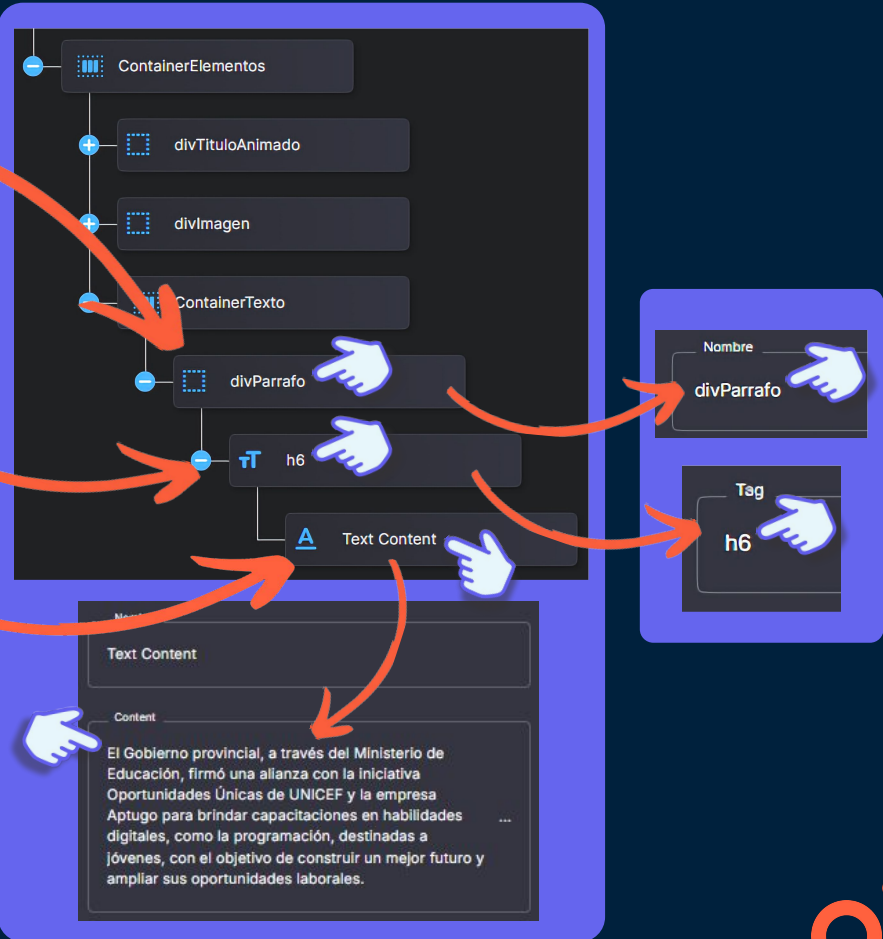 ContainerElementos
divTituloAnimado
divImagen
ContainerTexto
divParrafo
h6
Text Content
Nombre
divParrafo
Tag
h6
Text Content
Content
El Gobierno provincial, a través del Ministerio de
Educación, firmó una alianza con la iniciativa
Oportunidades Únicas de UNICEF y la empresa
Aptugo para brindar capacitaciones en habilidades
digitales, como la programación, destinadas a
jóvenes, con el objetivo de construir un mejor futuro y
ampliar sus oportunidades laborales.
...